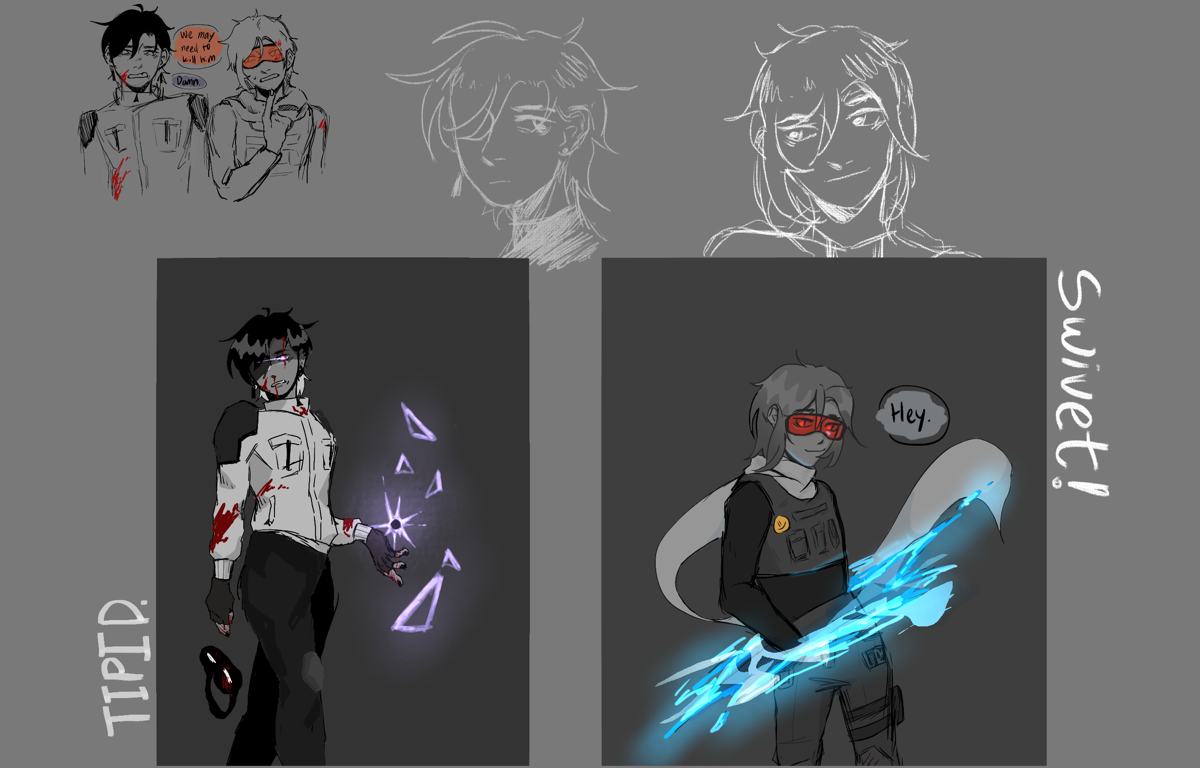 We may
need to
kill him
Damn.
Hey.
Swivet!
TIPID.